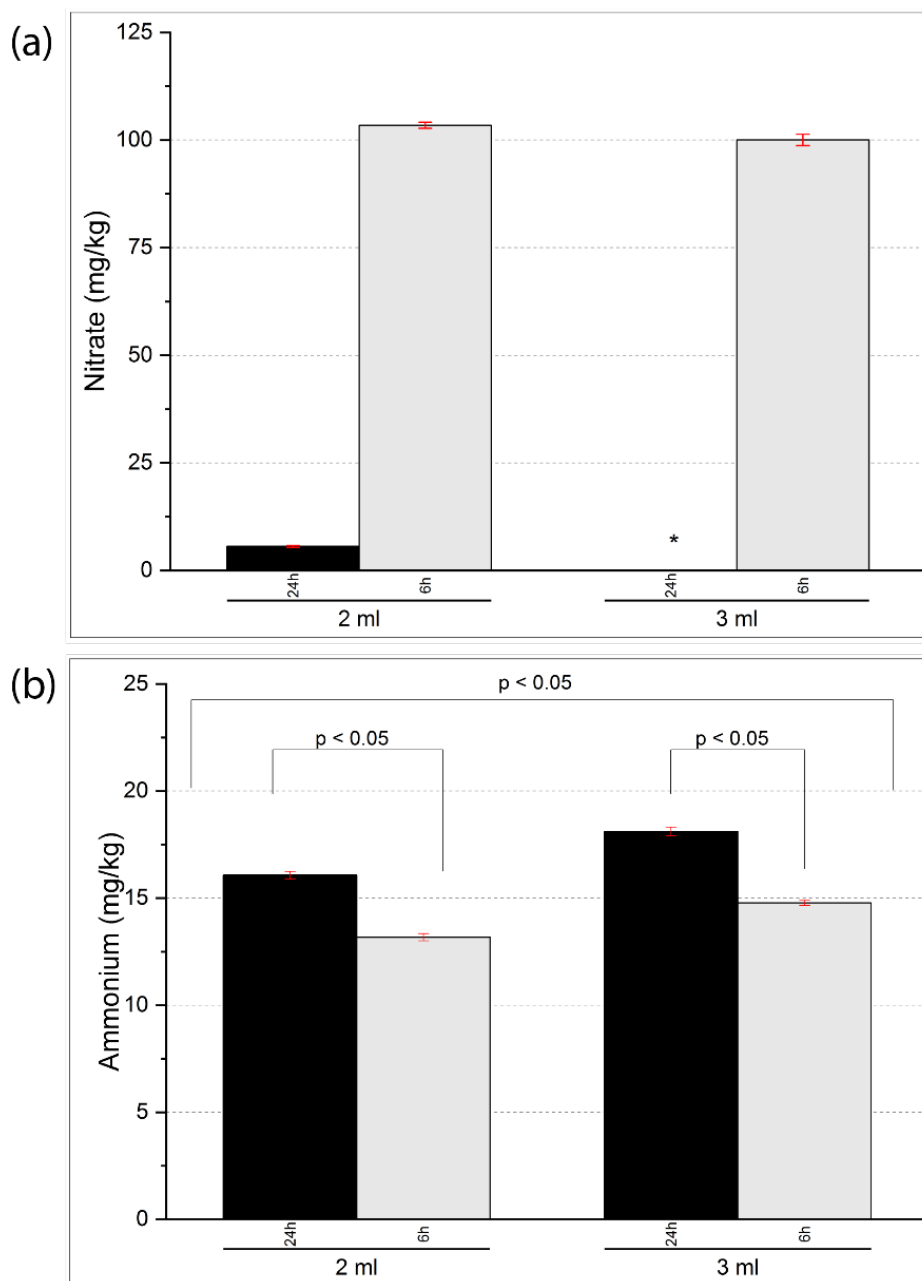 (a)
Nitrate (mg/kg)
125
100
75
50
25
0
*
24h
6h
24h
6h
2 ml
3 ml
(b)
Ammonium (mg/kg)
25
20
15
10
5
0
p < 0.05
p < 0.05
p < 0.05
24h
6h
24h
6h
2 ml
3 ml